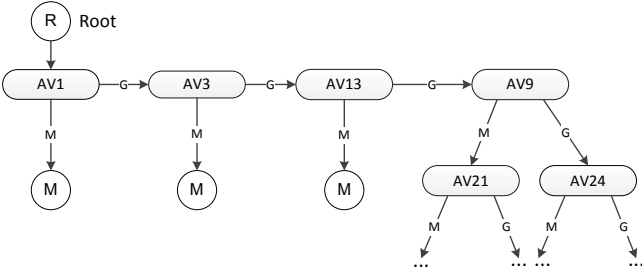 R Root
AV1 G AV3 G AV13 G AV9
M M M M G
M M M AV21 AV24
M G M G
... ... ... ...